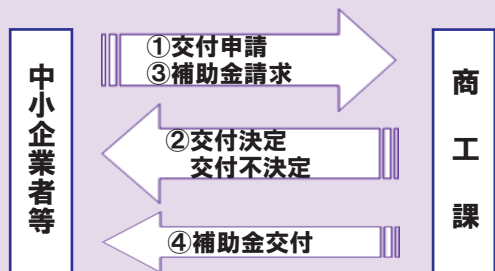 中小企業者等
①交付申請
③補助金請求
②交付決定
交付不決定
④補助金交付
商工課